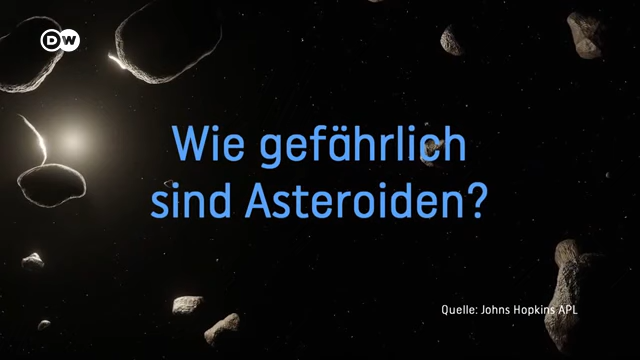 DW
Wie gefährlich
sind Asteroiden?
Quelle: Johns Hopkins APL